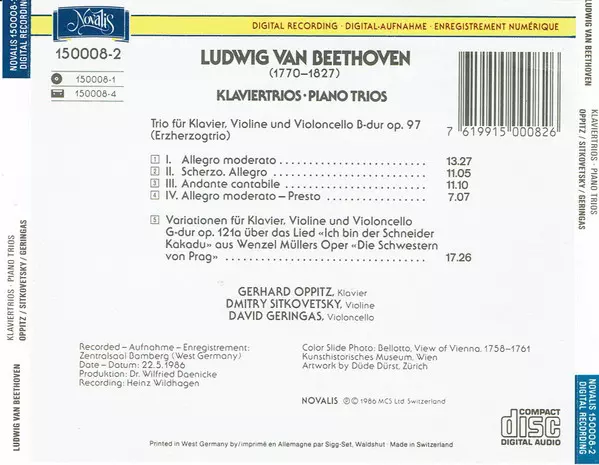 Novalis
DIGITAL RECORDING · DIGITAL-AUFNAHME · ENREGISTREMENT NUMÉRIQUE
150008-2
150008-1
150008-4
LUDWIG VAN BEETHOVEN
(1770–1827)
KLAVIERTRIOS · PIANO TRIOS
Trio für Klavier, Violine und Violoncello B-dur op. 97
(Erzherzogtrio)
1 I. Allegro moderato 13.27
2 II. Scherzo. Allegro 11.05
3 III. Andante cantabile 11.10
4 IV. Allegro moderato – Presto 7.07
5 Variationen für Klavier, Violine und Violoncello
G-dur op. 121a über das Lied «Ich bin der Schneider
Kakadu» aus Wenzel Müllers Oper «Die Schwestern
von Prag» 17.26
7 619915 000826
GERHARD OPPITZ, Klavier
DMITRY SITKOVETSKY, Violine
DAVID GERINGAS, Violoncello
Recorded – Aufnahme – Enregistrement:
Zentralsaal Bamberg (West Germany)
Date – Datum: 22.5.1986
Produktion: Dr. Wilfried Daenicke
Recording: Heinz Wildhagen
Color Slide Photo: Bellotto, View of Vienna, 1758–1761
Kunsthistorisches Museum, Wien
Artwork by Düde Dürst, Zürich
NOVALIS ℗ © 1986 MCS Ltd Switzerland
COMPACT
disc
DIGITAL AUDIO
Printed in West Germany by/imprimé en Allemagne par Sigg-Set, Waldshut · Made in Switzerland
NOVALIS 150008-2
DIGITAL RECORDING
KLAVIERTRIOS · PIANO TRIOS
OPPITZ / SITKOVETSKY / GERINGAS
LUDWIG VAN BEETHOVEN
LUDWIG VAN BEETHOVEN
KLAVIERTRIOS · PIANO TRIOS
OPPITZ / SITKOVETSKY / GERINGAS
NOVALIS 150008-2
DIGITAL RECORDING